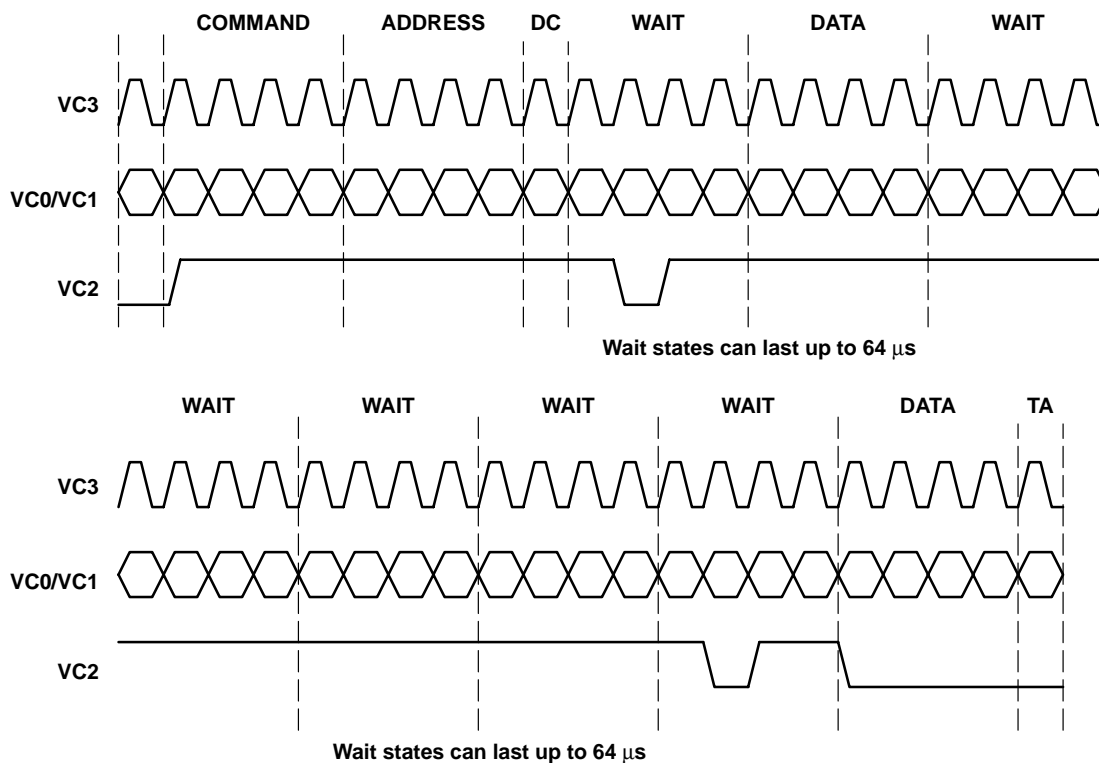 COMMAND ADDRESS DC WAIT DATA WAIT
VC3
VC0/VC1
VC2
Wait states can last up to 64 μs
WAIT WAIT WAIT WAIT DATA TA
VC3
VC0/VC1
VC2
Wait states can last up to 64 μs